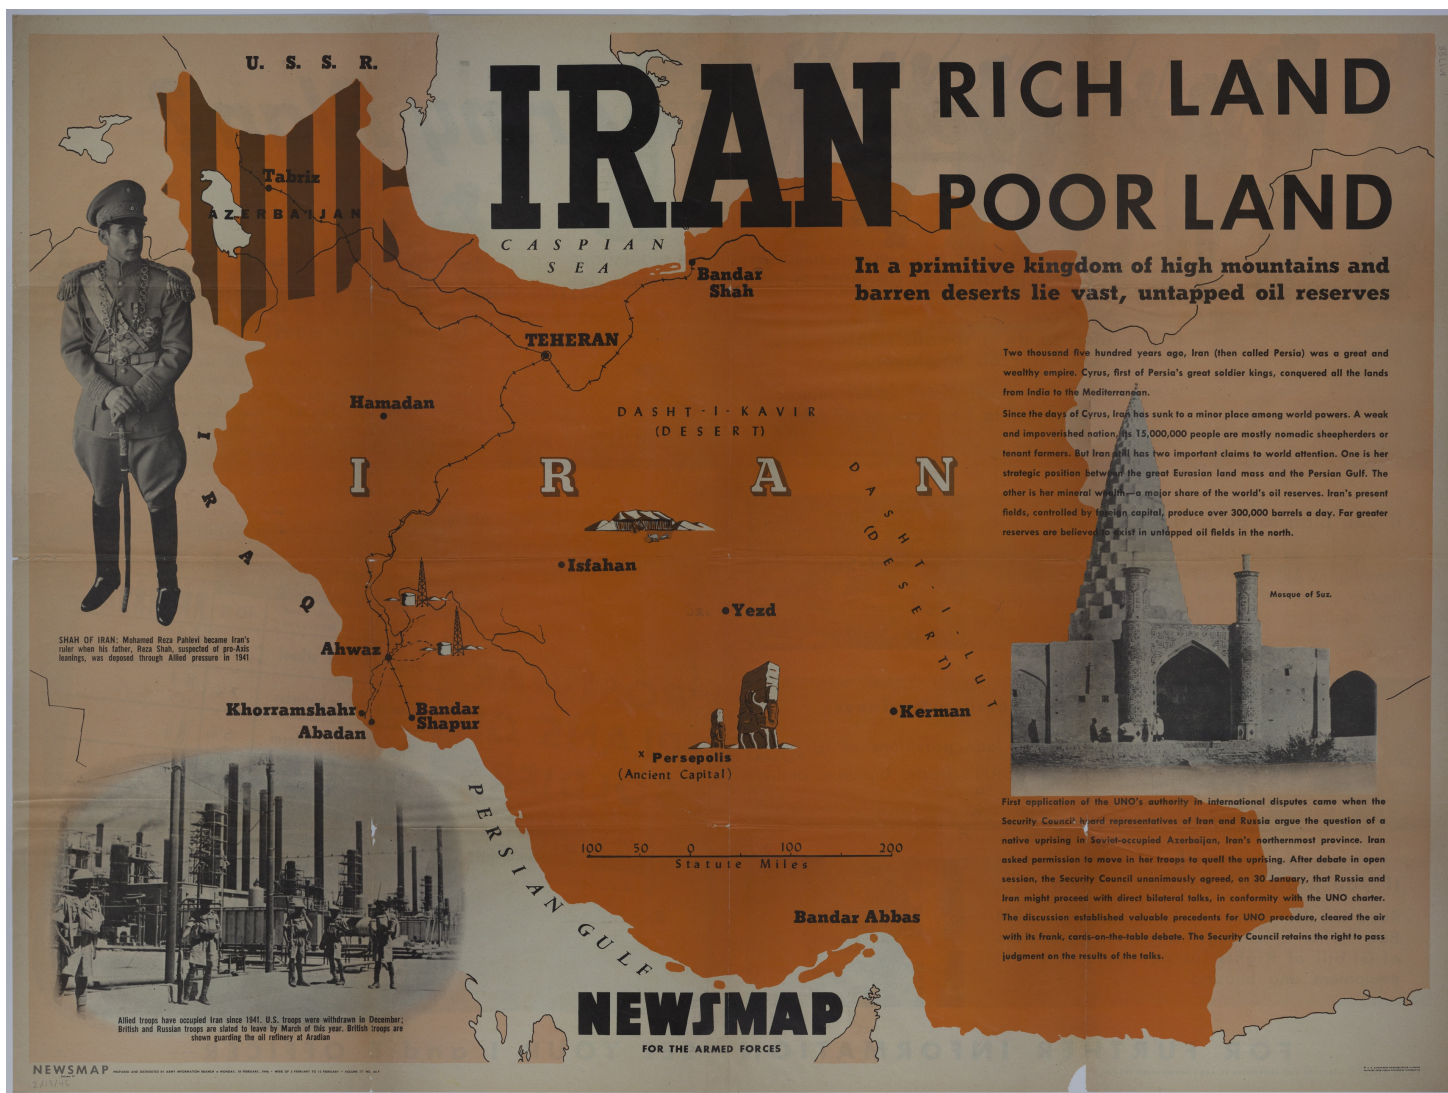 U. S. S. R.
IRAN
RICH LAND
POOR LAND
In a primitive kingdom of high mountains and
barren deserts lie vast, untapped oil reserves
Tabriz
AZERBAIJAN
CASPIAN
SEA
Bandar
Shah
TEHERAN
Hamadan
DASHT-I-KAVIR
(DESERT)
IRAN
IRAQ
DASHT-I-LUT
(DESERT)
Isfahan
Yezd
Ahwaz
Khorramshahr
Abadan
Bandar
Shapur
Kerman
x Persepolis
(Ancient Capital)
PERSIAN GULF
100 50 0 100 200
Statute Miles
Bandar Abbas
Two thousand five hundred years ago, Iran (then called Persia) was a great and
wealthy empire. Cyrus, first of Persia's great soldier kings, conquered all the lands
from India to the Mediterranean.
Since the days of Cyrus, Iran has sunk to a minor place among world powers. A weak
and impoverished nation, its 15,000,000 people are mostly nomadic sheepherders or
tenant farmers. But Iran still has two important claims to world attention. One is her
strategic position between the great Eurasian land mass and the Persian Gulf. The
other is her mineral wealth—a major share of the world's oil reserves. Iran's present
fields, controlled by foreign capital, produce over 300,000 barrels a day. Far greater
reserves are believed to exist in untapped oil fields in the north.
Mosque of Suz.
First application of the UNO's authority in international disputes came when the
Security Council heard representatives of Iran and Russia argue the question of a
native uprising in Soviet-occupied Azerbaijan, Iran's northernmost province. Iran
asked permission to move in her troops to quell the uprising. After debate in open
session, the Security Council unanimously agreed, on 30 January, that Russia and
Iran might proceed with direct bilateral talks, in conformity with the UNO charter.
The discussion established valuable precedents for UNO procedure, cleared the air
with its frank, cards-on-the-table debate. The Security Council retains the right to pass
judgment on the results of the talks.
SHAH OF IRAN: Mohamed Reza Pahlevi became Iran's
ruler when his father, Reza Shah, suspected of pro-Axis
leanings, was deposed through Allied pressure in 1941
Allied troops have occupied Iran since 1941. U.S. troops were withdrawn in December;
British and Russian troops are slated to leave by March of this year. British troops are
shown guarding the oil refinery at Aradian
NEWSMAP
FOR THE ARMED FORCES
NEWSMAP